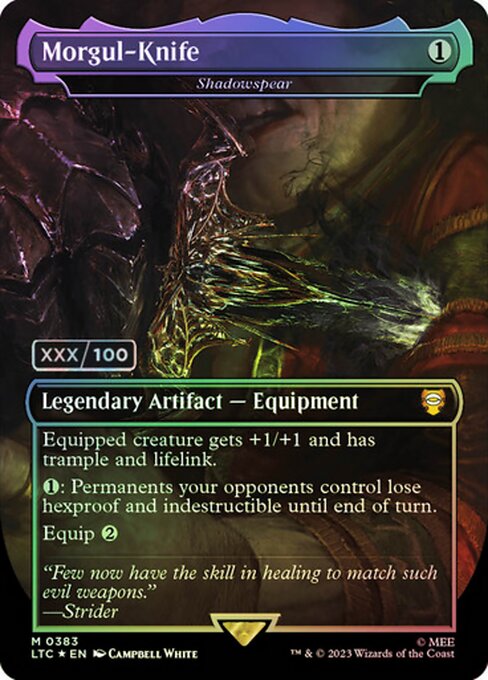 Morgul-Knife 1
Shadowspear
XXX/100
Legendary Artifact — Equipment
Equipped creature gets +1/+1 and has
trample and lifelink.
1: Permanents your opponents control lose
hexproof and indestructible until end of turn.
Equip 2
“Few now have the skill in healing to match such
evil weapons.”
—Strider
M 0383
LTC ★ EN CAMPBELL WHITE
© MEE
™ & © 2023 Wizards of the Coast